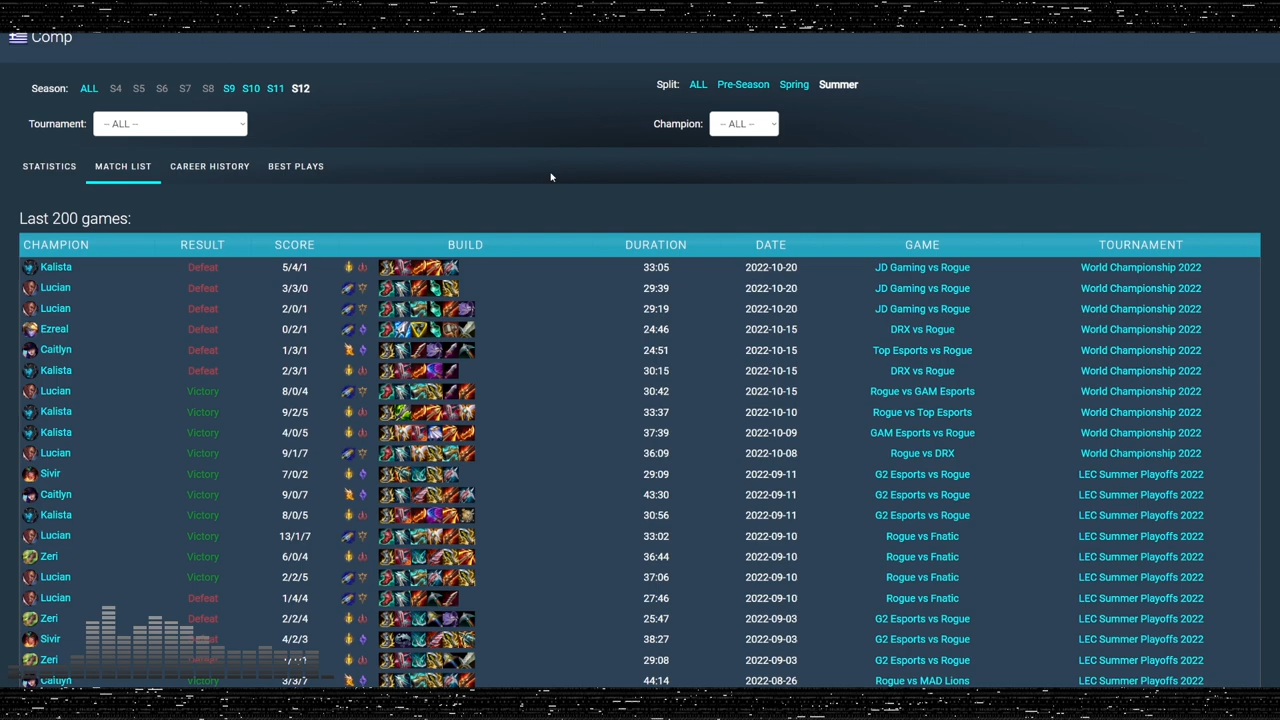 Comp
Season: ALL S4 S5 S6 S7 S8 S9 S10 S11 S12
Split: ALL Pre-Season Spring Summer
Tournament: -- ALL --
Champion: -- ALL --
STATISTICS MATCH LIST CAREER HISTORY BEST PLAYS
Last 200 games:
CHAMPION RESULT SCORE BUILD DURATION DATE GAME TOURNAMENT
Kalista Defeat 5/4/1 33:05 2022-10-20 JD Gaming vs Rogue World Championship 2022
Lucian Defeat 3/3/0 29:39 2022-10-20 JD Gaming vs Rogue World Championship 2022
Lucian Defeat 2/0/1 29:19 2022-10-20 JD Gaming vs Rogue World Championship 2022
Ezreal Defeat 0/2/1 24:46 2022-10-15 DRX vs Rogue World Championship 2022
Caitlyn Defeat 1/3/1 24:51 2022-10-15 Top Esports vs Rogue World Championship 2022
Kalista Defeat 2/3/1 30:15 2022-10-15 DRX vs Rogue World Championship 2022
Lucian Victory 8/0/4 30:42 2022-10-15 Rogue vs GAM Esports World Championship 2022
Kalista Victory 9/2/5 33:37 2022-10-10 Rogue vs Top Esports World Championship 2022
Kalista Victory 4/0/5 37:39 2022-10-09 GAM Esports vs Rogue World Championship 2022
Lucian Victory 9/1/7 36:09 2022-10-08 Rogue vs DRX World Championship 2022
Sivir Victory 7/0/2 29:09 2022-09-11 G2 Esports vs Rogue LEC Summer Playoffs 2022
Caitlyn Victory 9/0/7 43:30 2022-09-11 G2 Esports vs Rogue LEC Summer Playoffs 2022
Kalista Victory 8/0/5 30:56 2022-09-11 G2 Esports vs Rogue LEC Summer Playoffs 2022
Lucian Victory 13/1/7 33:02 2022-09-10 Rogue vs Fnatic LEC Summer Playoffs 2022
Zeri Victory 6/0/4 36:44 2022-09-10 Rogue vs Fnatic LEC Summer Playoffs 2022
Lucian Victory 2/2/5 37:06 2022-09-10 Rogue vs Fnatic LEC Summer Playoffs 2022
Lucian Defeat 1/4/4 27:46 2022-09-10 Rogue vs Fnatic LEC Summer Playoffs 2022
Zeri Defeat 2/2/4 25:47 2022-09-03 G2 Esports vs Rogue LEC Summer Playoffs 2022
Sivir 4/2/3 38:27 2022-09-03 G2 Esports vs Rogue LEC Summer Playoffs 2022
Zeri 29:08 2022-09-03 G2 Esports vs Rogue LEC Summer Playoffs 2022
Caitlyn Victory 3/3/7 44:14 2022-08-26 Rogue vs MAD Lions LEC Summer Playoffs 2022